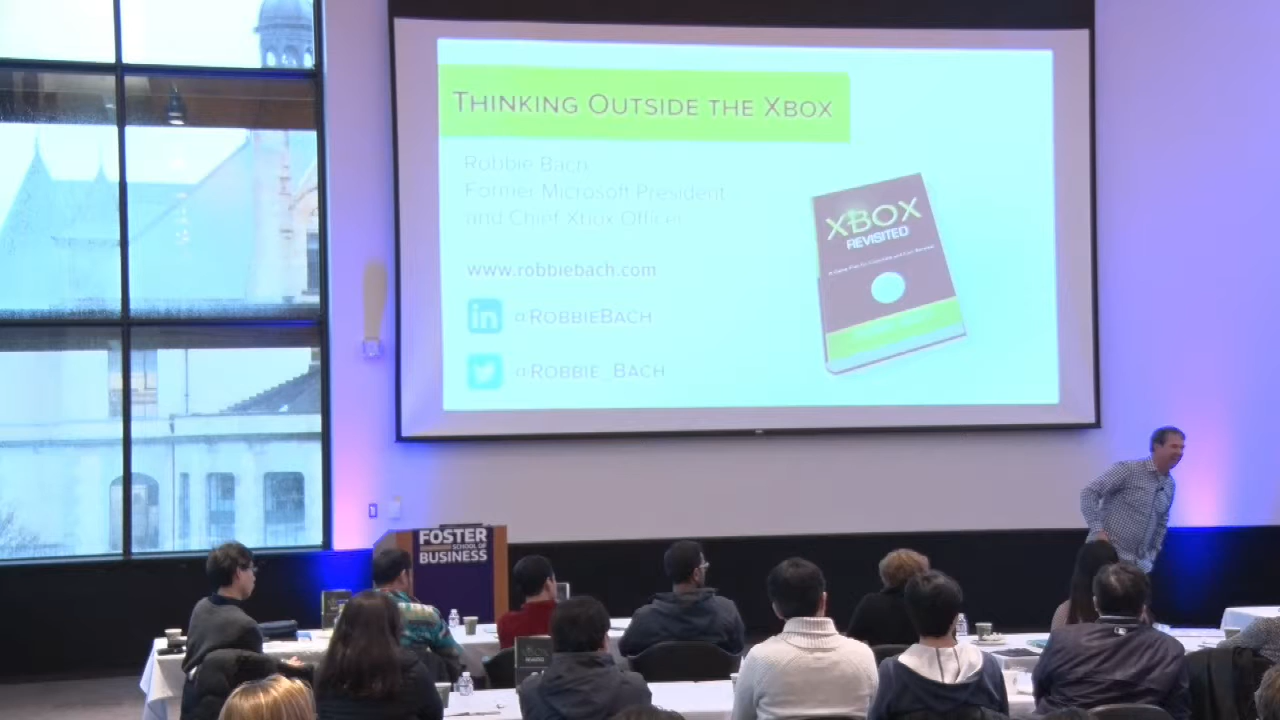 THINKING OUTSIDE THE XBOX
Robbie Bach
Former Microsoft President
and Chief Xbox Officer
www.robbiebach.com
in @ROBBIEBACH
@ROBBIE_BACH
XBOX
REVISITED
FOSTER
SCHOOL OF
BUSINESS